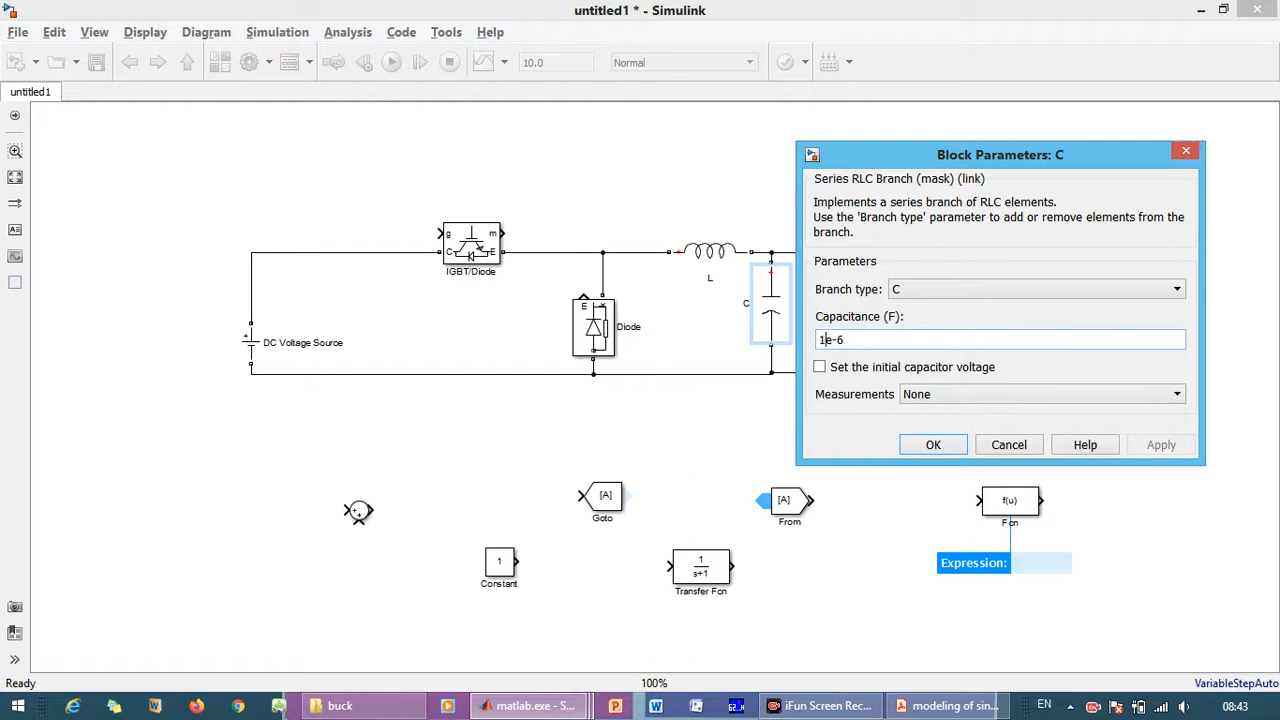 untitled1 * - Simulink
File Edit View Display Diagram Simulation Analysis Code Tools Help
10.0
Normal
untitled1
Block Parameters: C
Series RLC Branch (mask) (link)
Implements a series branch of RLC elements.
Use the 'Branch type' parameter to add or remove elements from the
branch.
Parameters
Branch type: C
Capacitance (F):
1e-6
Set the initial capacitor voltage
Measurements None
OK Cancel Help Apply
g m
C E
IGBT/Diode
L
C
Diode
DC Voltage Source
[A]
Goto
[A]
From
f(u)
Fcn
Expression:
1
Constant
1
s+1
Transfer Fcn
Ready
100%
VariableStepAuto
buck
matlab.exe - S...
iFun Screen Rec...
modeling of sin...
EN
08:43